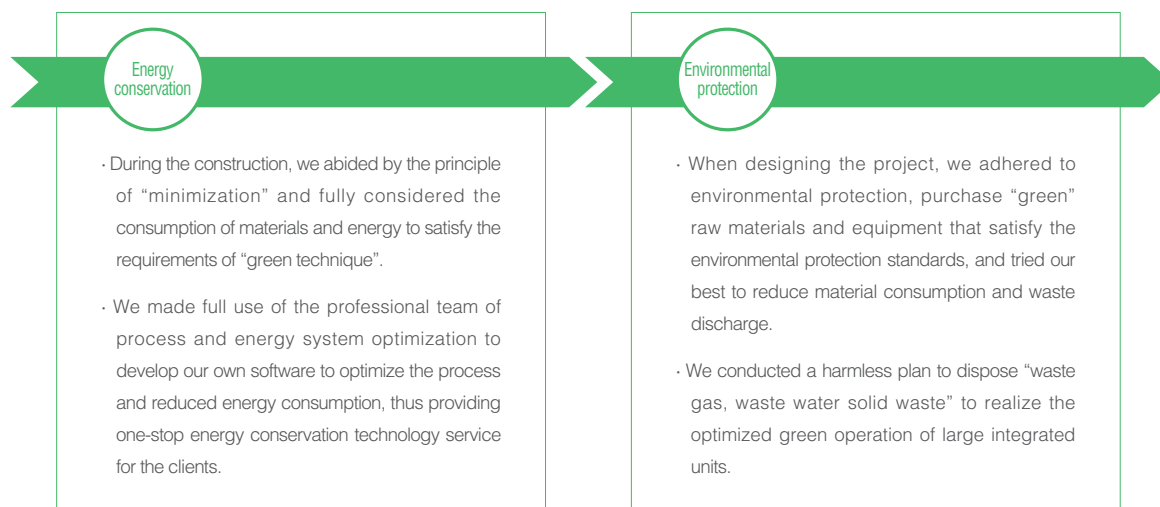 Energy
conservation
· During the construction, we abided by the principle
of “minimization” and fully considered the
consumption of materials and energy to satisfy the
requirements of “green technique”.
· We made full use of the professional team of
process and energy system optimization to
develop our own software to optimize the process
and reduced energy consumption, thus providing
one-stop energy conservation technology service
for the clients.
Environmental
protection
· When designing the project, we adhered to
environmental protection, purchase “green”
raw materials and equipment that satisfy the
environmental protection standards, and tried our
best to reduce material consumption and waste
discharge.
· We conducted a harmless plan to dispose “waste
gas, waste water solid waste” to realize the
optimized green operation of large integrated
units.